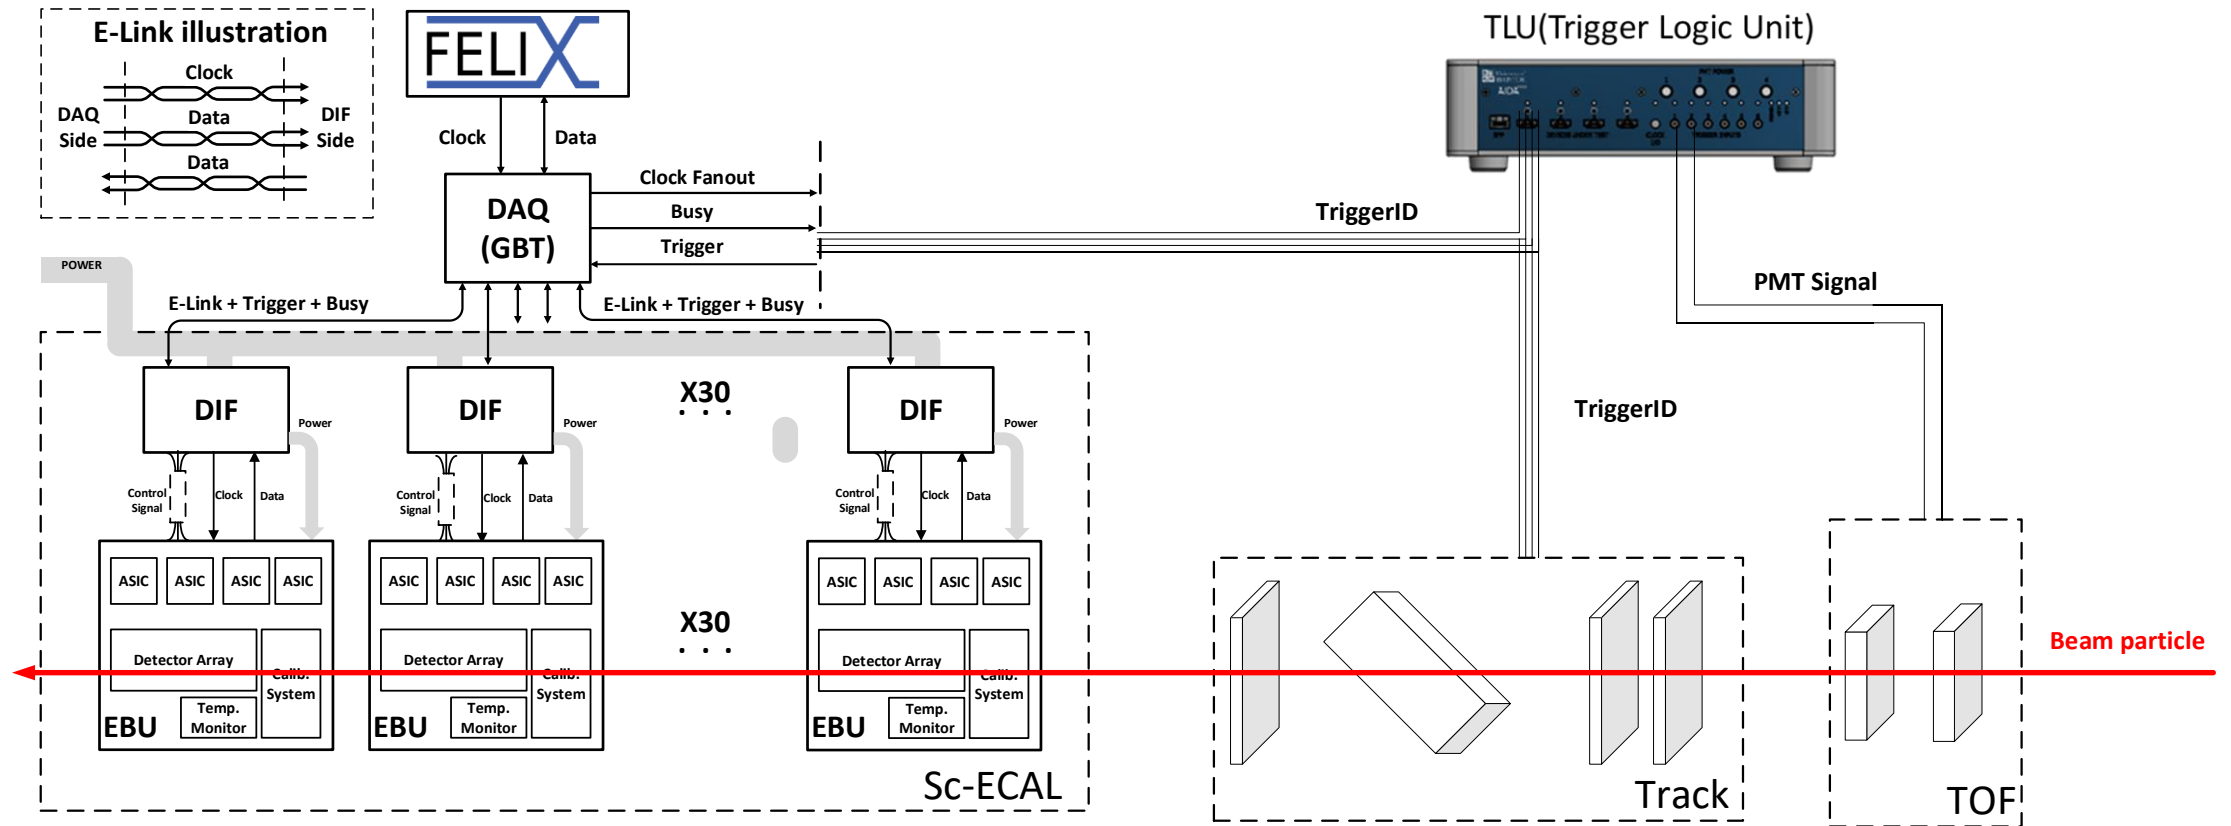 E-Link illustration
Clock
DAQ
Side
Data
DIF
Side
Data
FELIX
Clock
Data
DAQ
(GBT)
Clock Fanout
Busy
Trigger
TLU(Trigger Logic Unit)
TriggerID
PMT Signal
TriggerID
POWER
E-Link + Trigger + Busy
E-Link + Trigger + Busy
DIF
DIF
X30
. . .
DIF
Power
Power
Power
Control
Signal
Clock
Data
Control
Signal
Clock
Data
Control
Signal
Clock
Data
ASIC
ASIC
ASIC
ASIC
Detector Array
Calib.
System
Temp.
Monitor
EBU
ASIC
ASIC
ASIC
ASIC
Detector Array
Calib.
System
Temp.
Monitor
EBU
X30
. . .
ASIC
ASIC
ASIC
ASIC
Detector Array
Calib.
System
Temp.
Monitor
EBU
Sc-ECAL
Track
TOF
Beam particle